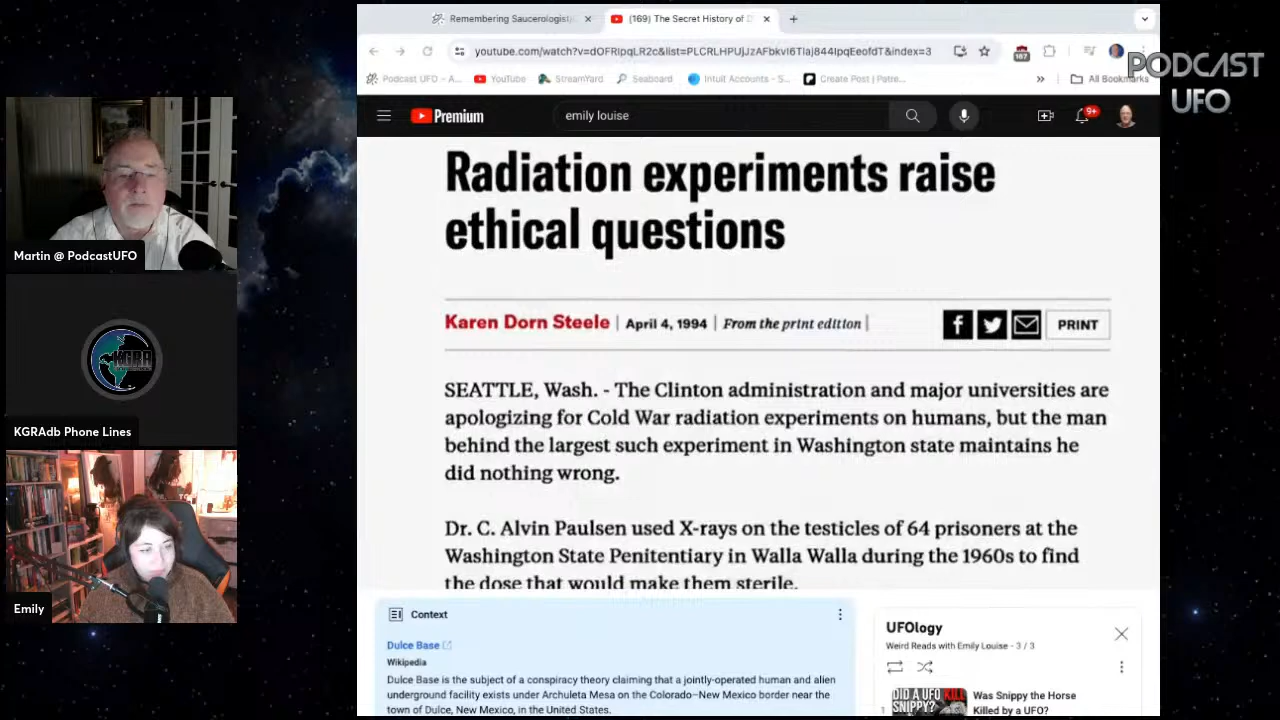 Remembering Saucerologist
(169) The Secret History of D
youtube.com/watch?v=dOFRlpqLR2c&list=PLCRLHPUjJzAFbkvI6Tlaj844IpqEeofdT&index=3
167
Podcast UFO – A...
YouTube
StreamYard
Seaboard
Intuit Accounts - S...
Create Post | Patre...
»
All Bookmarks
PODCAST
UFO
Premium
emily louise
9+
Radiation experiments raise
ethical questions
Karen Dorn Steele | April 4, 1994 | From the print edition |
PRINT
SEATTLE, Wash. - The Clinton administration and major universities are
apologizing for Cold War radiation experiments on humans, but the man
behind the largest such experiment in Washington state maintains he
did nothing wrong.
Dr. C. Alvin Paulsen used X-rays on the testicles of 64 prisoners at the
Washington State Penitentiary in Walla Walla during the 1960s to find
the dose that would make them sterile.
Martin @ PodcastUFO
KGRA
KGRAdb Phone Lines
Emily
Context
Dulce Base
Wikipedia
Dulce Base is the subject of a conspiracy theory claiming that a jointly-operated human and alien
underground facility exists under Archuleta Mesa on the Colorado–New Mexico border near the
town of Dulce, New Mexico, in the United States.
UFOlogy
Weird Reads with Emily Louise - 3 / 3
1
DID A UFO KILL
SNIPPY?
Was Snippy the Horse
Killed by a UFO?